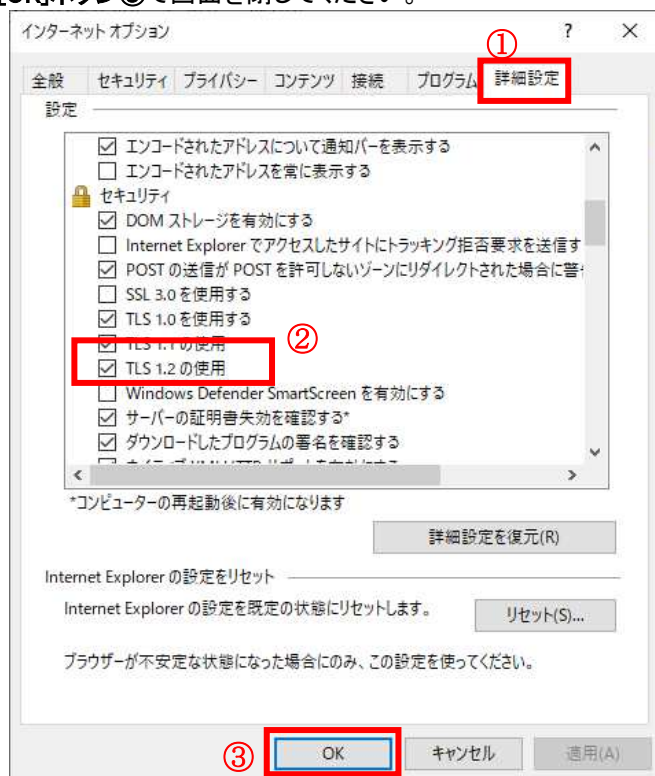 [OK]ボタン③で画面を閉じてください。
インターネット オプション ? ×
①
全般 セキュリティ プライバシー コンテンツ 接続 プログラム 詳細設定
設定
エンコードされたアドレスについて通知バーを表示する
エンコードされたアドレスを常に表示する
セキュリティ
DOM ストレージを有効にする
Internet Explorer でアクセスしたサイトにトラッキング拒否要求を送信す
POST の送信が POST を許可しないゾーンにリダイレクトされた場合に警
SSL 3.0 を使用する
TLS 1.0 を使用する
TLS 1.1 の使用
②
TLS 1.2 の使用
Windows Defender SmartScreen を有効にする
サーバーの証明書失効を確認する*
ダウンロードしたプログラムの署名を確認する
*コンピューターの再起動後に有効になります
詳細設定を復元(R)
Internet Explorer の設定をリセット
Internet Explorer の設定を既定の状態にリセットします。
リセット(S)...
ブラウザーが不安定な状態になった場合にのみ、この設定を使ってください。
③ OK キャンセル 適用(A)